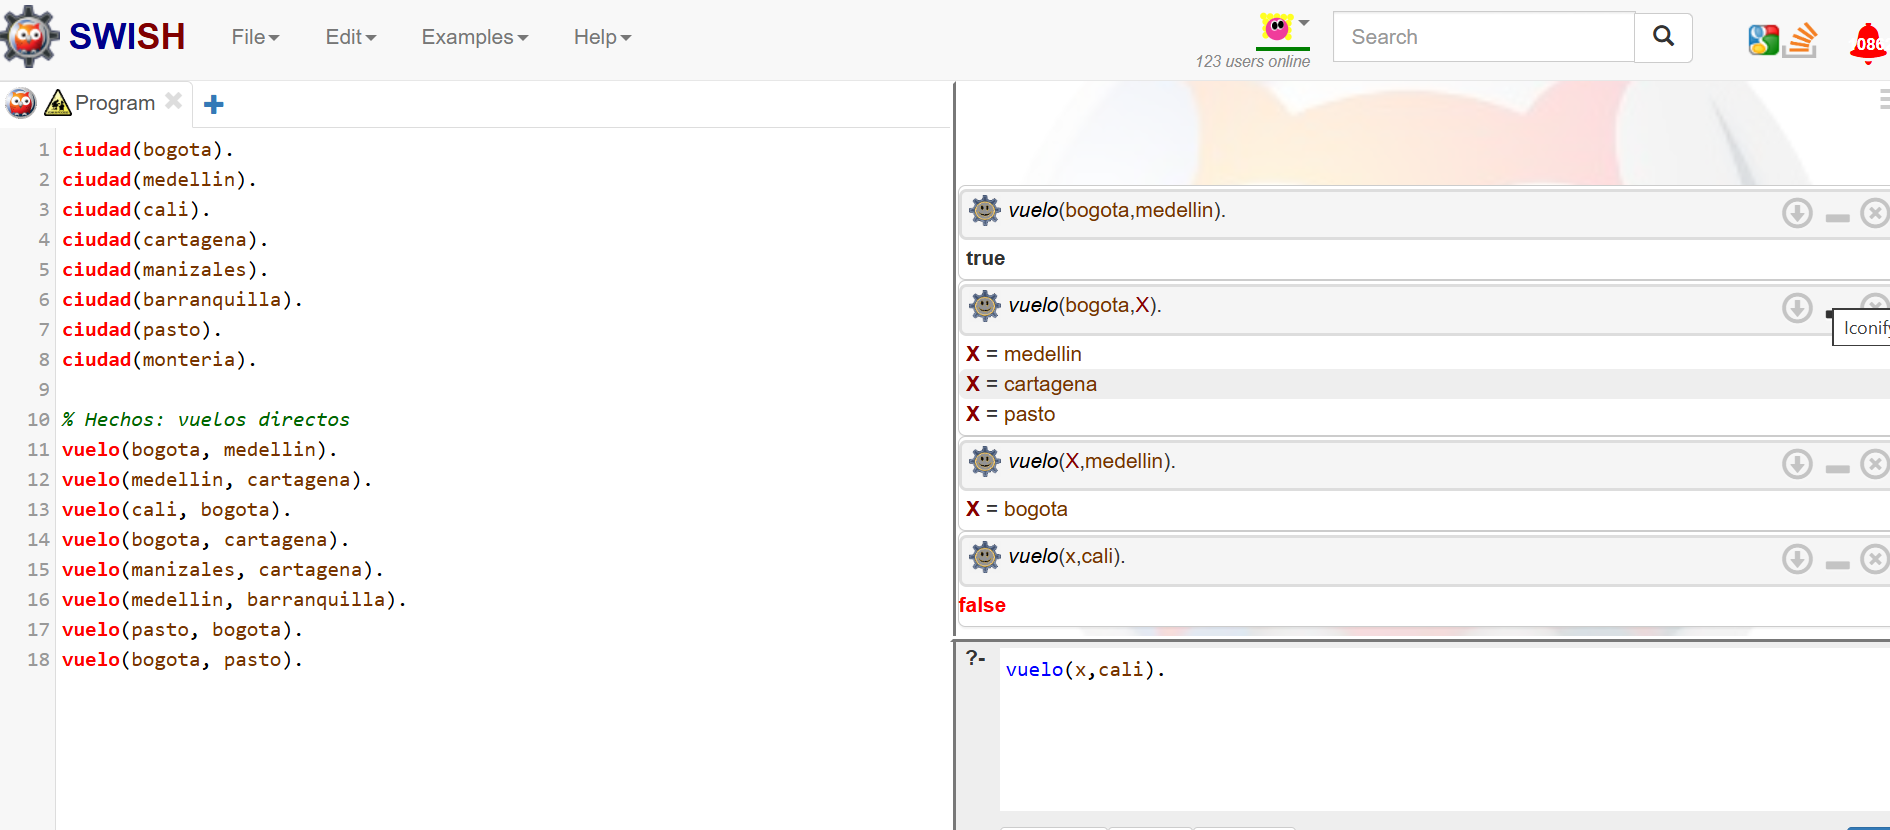 SWISH File Edit Examples Help 123 users online Search 086
Program
1 ciudad(bogota).
2 ciudad(medellin).
3 ciudad(cali).
4 ciudad(cartagena).
5 ciudad(manizales).
6 ciudad(barranquilla).
7 ciudad(pasto).
8 ciudad(monteria).
9
10 % Hechos: vuelos directos
11 vuelo(bogota, medellin).
12 vuelo(medellin, cartagena).
13 vuelo(cali, bogota).
14 vuelo(bogota, cartagena).
15 vuelo(manizales, cartagena).
16 vuelo(medellin, barranquilla).
17 vuelo(pasto, bogota).
18 vuelo(bogota, pasto).
vuelo(bogota,medellin).
true
vuelo(bogota,X).
Iconify
X = medellin
X = cartagena
X = pasto
vuelo(X,medellin).
X = bogota
vuelo(x,cali).
false
?- vuelo(x,cali).